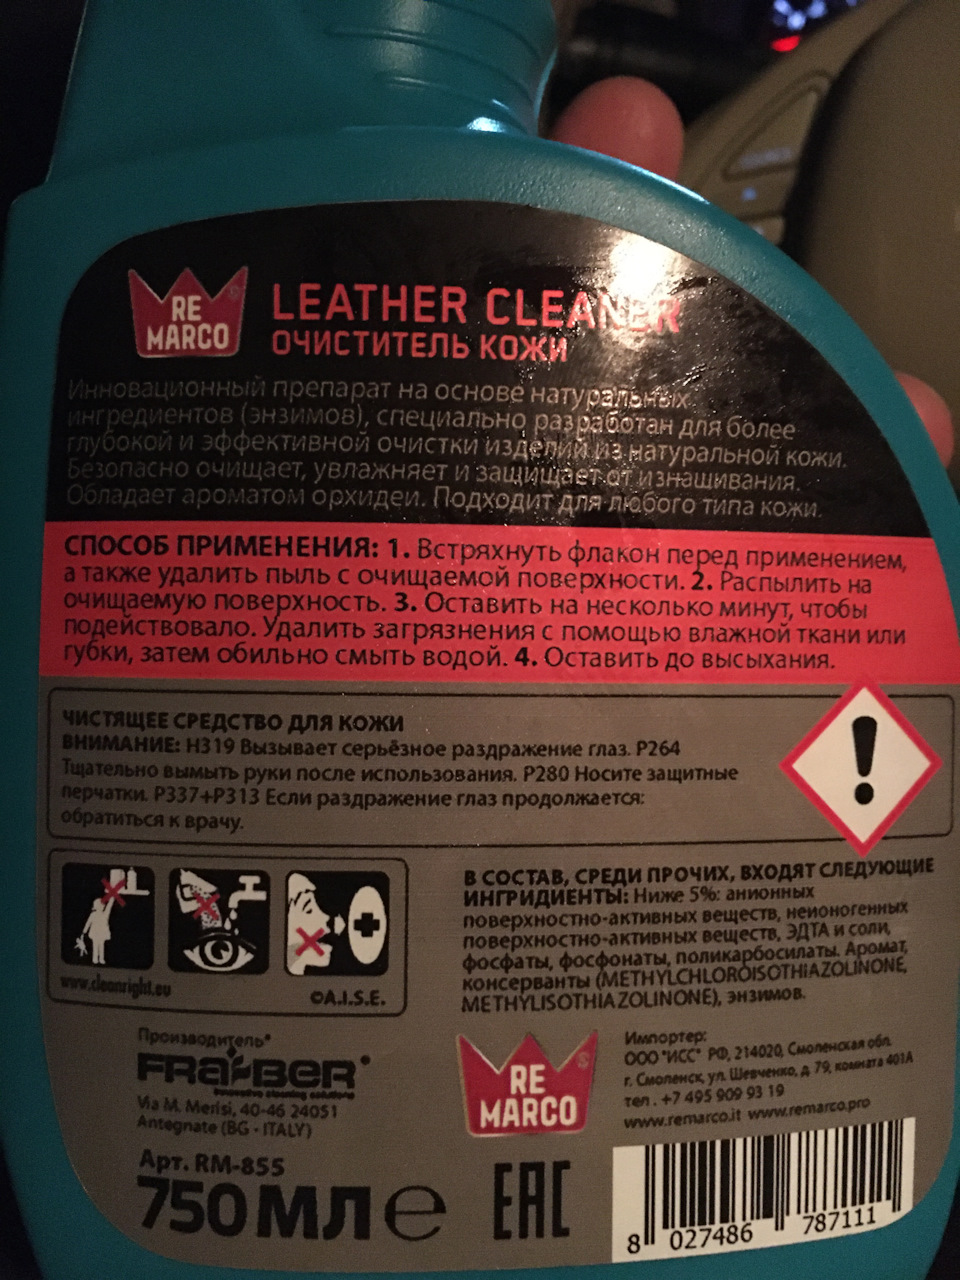 RE
MARCO
LEATHER CLEANER
ОЧИСТИТЕЛЬ КОЖИ
Инновационный препарат на основе натуральных
ингредиентов (энзимов), специально разработан для более
глубокой и эффективной очистки изделий из натуральной кожи.
Безопасно очищает, увлажняет и защищает от изнашивания.
Обладает ароматом орхидеи. Подходит для любого типа кожи.
СПОСОБ ПРИМЕНЕНИЯ: 1. Встряхнуть флакон перед применением,
а также удалить пыль с очищаемой поверхности. 2. Распылить на
очищаемую поверхность. 3. Оставить на несколько минут, чтобы
подействовало. Удалить загрязнения с помощью влажной ткани или
губки, затем обильно смыть водой. 4. Оставить до высыхания.
ЧИСТЯЩЕЕ СРЕДСТВО ДЛЯ КОЖИ
ВНИМАНИЕ: H319 Вызывает серьёзное раздражение глаз. P264
Тщательно вымыть руки после использования. P280 Носите защитные
перчатки. P337+P313 Если раздражение глаз продолжается:
обратиться к врачу.
www.cleanright.eu
©A.I.S.E.
В СОСТАВ, СРЕДИ ПРОЧИХ, ВХОДЯТ СЛЕДУЮЩИЕ
ИНГРИДИЕНТЫ: Ниже 5%: анионных
поверхностно-активных веществ, неионогенных
поверхностно-активных веществ, ЭДТА и соли,
фосфаты, фосфонаты, поликарбосилаты. Аромат,
консерванты (METHYLCHLOROISOTHIAZOLINONE,
METHYLISOTHIAZOLINONE), энзимов.
Производитель*
FRA-BER
innovative cleaning solutions
Via M. Merisi, 40-46 24051
Antegnate (BG - ITALY)
Арт. RM-855
750 МЛ e
RE
MARCO
EAC
Импортер:
ООО "ИСС" РФ, 214020, Смоленская обл.
г. Смоленск, ул. Шевченко, д. 79, комната 401А
тел. +7 495 909 93 19
www.remarco.it www.remarco.pro
8 027486 787111